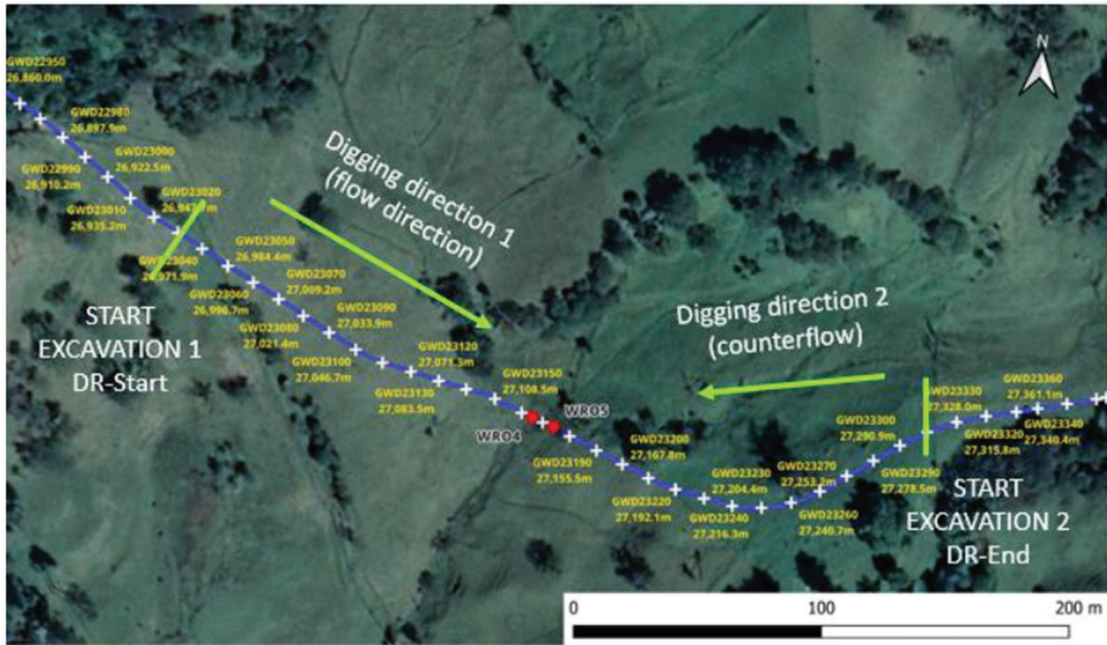 GWD22950
26,860.0m
N
GWD22980
26,897.9m
GWD23000
26,922.5m
GWD22990
26,910.2m
GWD23020
GWD23010
26,935.2m
Digging direction 1
(flow direction)
GWD23050
26,984.4m
GWD23040
26,971.9m
GWD23070
27,009.2m
GWD23060
26,996.7m
GWD23090
27,033.9m
GWD23080
27,021.4m
GWD23120
27,071.3m
GWD23100
27,046.7m
GWD23150
27,108.5m
GWD23130
27,083.5m
START
EXCAVATION 1
DR-Start
Digging direction 2
(counterflow)
WRO5
WRO4
GWD23200
27,167.8m
GWD23190
27,155.5m
GWD23230
27,204.4m
GWD23220
27,192.1m
GWD23270
27,253.2m
GWD23240
27,216.3m
GWD23260
27,240.7m
GWD23300
27,290.9m
GWD23290
27,278.5m
GWD23330
27,328.0m
GWD23320
27,315.8m
GWD23360
27,361.1m
GWD23340
27,340.4m
START
EXCAVATION 2
DR-End
0 100 200 m